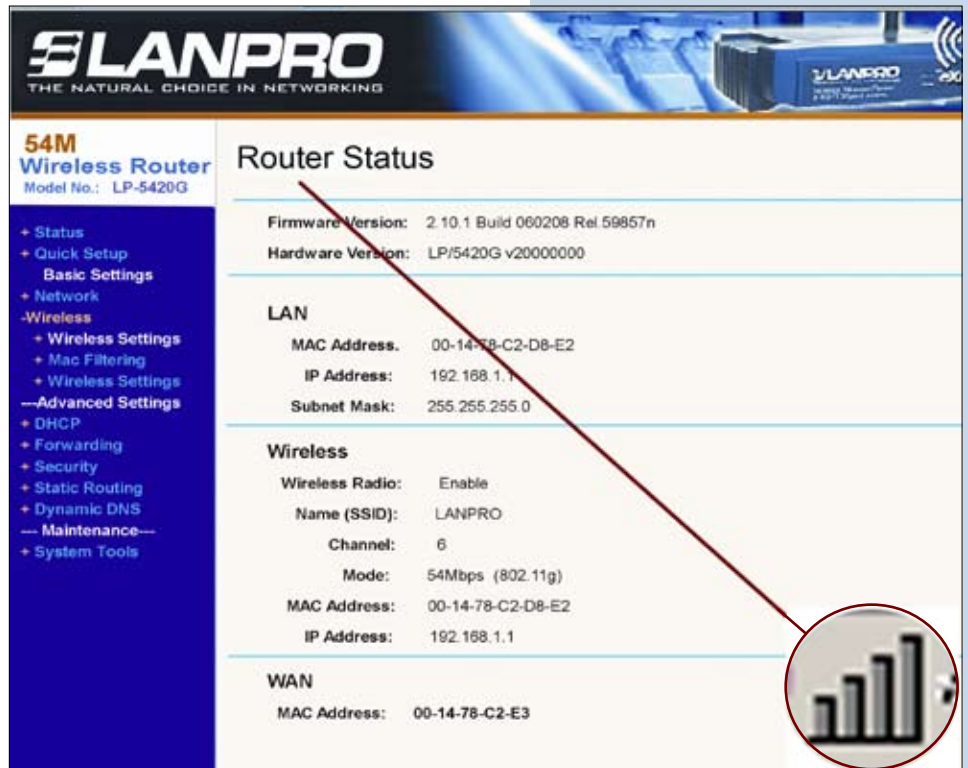 LANPRO
THE NATURAL CHOICE IN NETWORKING
LANPRO
54M
Wireless Router
Model No.: LP-5420G
+ Status
+ Quick Setup
Basic Settings
+ Network
-Wireless
+ Wireless Settings
+ Mac Filtering
+ Wireless Settings
---Advanced Settings
+ DHCP
+ Forwarding
+ Security
+ Static Routing
+ Dynamic DNS
--- Maintenance---
+ System Tools
Router Status
Firmware Version: 2.10.1 Build 060208 Rel.59857n
Hardware Version: LP/5420G v20000000
LAN
MAC Address. 00-14-78-C2-D8-E2
IP Address: 192.168.1.1
Subnet Mask: 255.255.255.0
Wireless
Wireless Radio: Enable
Name (SSID): LANPRO
Channel: 6
Mode: 54Mbps (802.11g)
MAC Address: 00-14-78-C2-D8-E2
IP Address: 192.168.1.1
WAN
MAC Address: 00-14-78-C2-E3